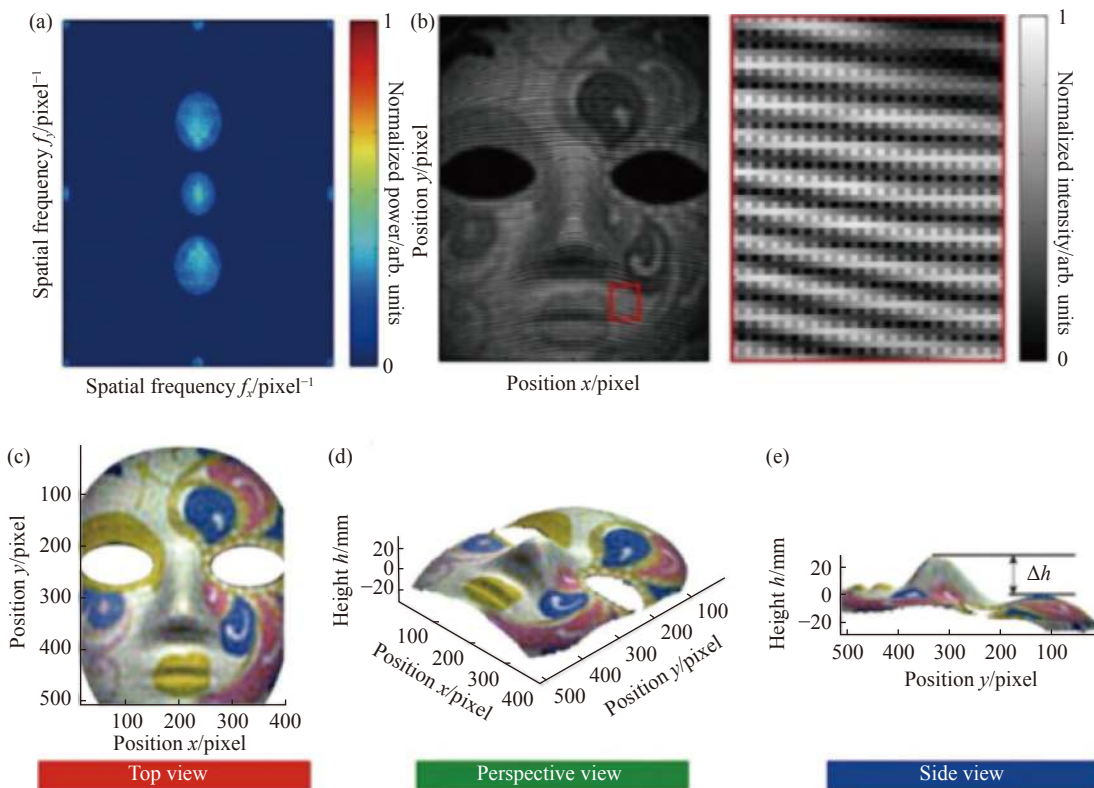 (a)
Spatial frequency f_y/pixel⁻¹
Spatial frequency f_x/pixel⁻¹
1
Normalized power/arb. units
0
(b)
Position y/pixel
Position x/pixel
1
Normalized intensity/arb. units
0
(c)
Position y/pixel
100
200
300
400
500
100 200 300 400
Position x/pixel
Top view
(d)
Height h/mm
20
0
−20
100
200
300
400
Position x/pixel
100
200
300
400
500
Position y/pixel
Perspective view
(e)
Height h/mm
20
0
−20
Δh
500 400 300 200 100
Position y/pixel
Side view